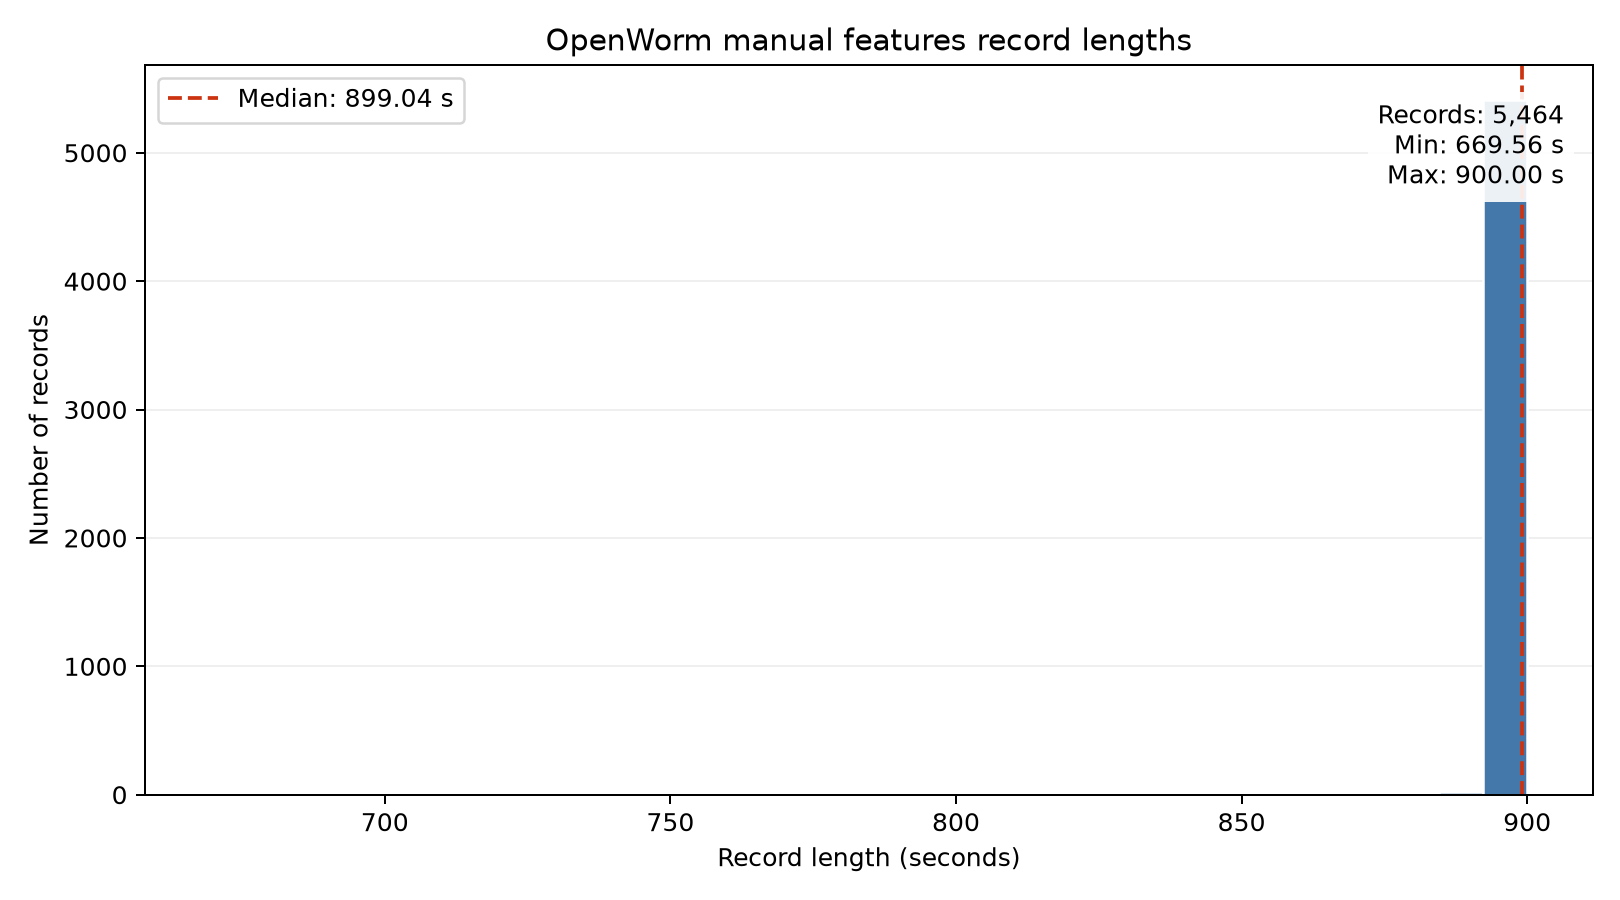 OpenWorm manual features record lengths
Median: 899.04 s
Records: 5,464
Min: 669.56 s
Max: 900.00 s
Number of records
5000
4000
3000
2000
1000
0
700
750
800
850
900
Record length (seconds)